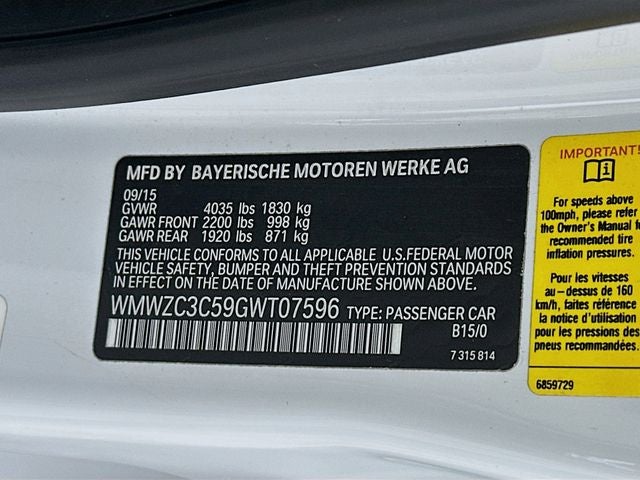 MFD BY BAYERISCHE MOTOREN WERKE AG
09/15
GVWR 4035 lbs 1830 kg
GAWR FRONT 2200 lbs 998 kg
GAWR REAR 1920 lbs 871 kg
THIS VEHICLE CONFORMS TO ALL APPLICABLE U.S.FEDERAL MOTOR
VEHICLE SAFETY, BUMPER AND THEFT PREVENTION STANDARDS
IN EFFECT ON THE DATE OF MANUFACTURE SHOWN ABOVE.
WMWZC3C59GWT07596 TYPE: PASSENGER CAR
B15/0
7 315 814
IMPORTANT!
For speeds above
100mph, please refer
the Owner's Manual
recommended tire
inflation pressures.
Pour les vitesses
au-dessus de 160
km/h, faites référence
la notice d'utilisation
pour les pressions des
pneus recommandées.
6859729